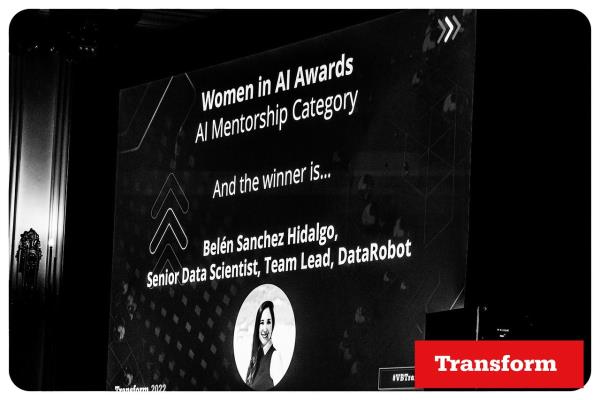 Women in AI Awards
AI Mentorship Category
And the winner is...
Belén Sanchez Hidalgo,
Senior Data Scientist, Team Lead, DataRobot
Transform 2022
#VBTra
Transform